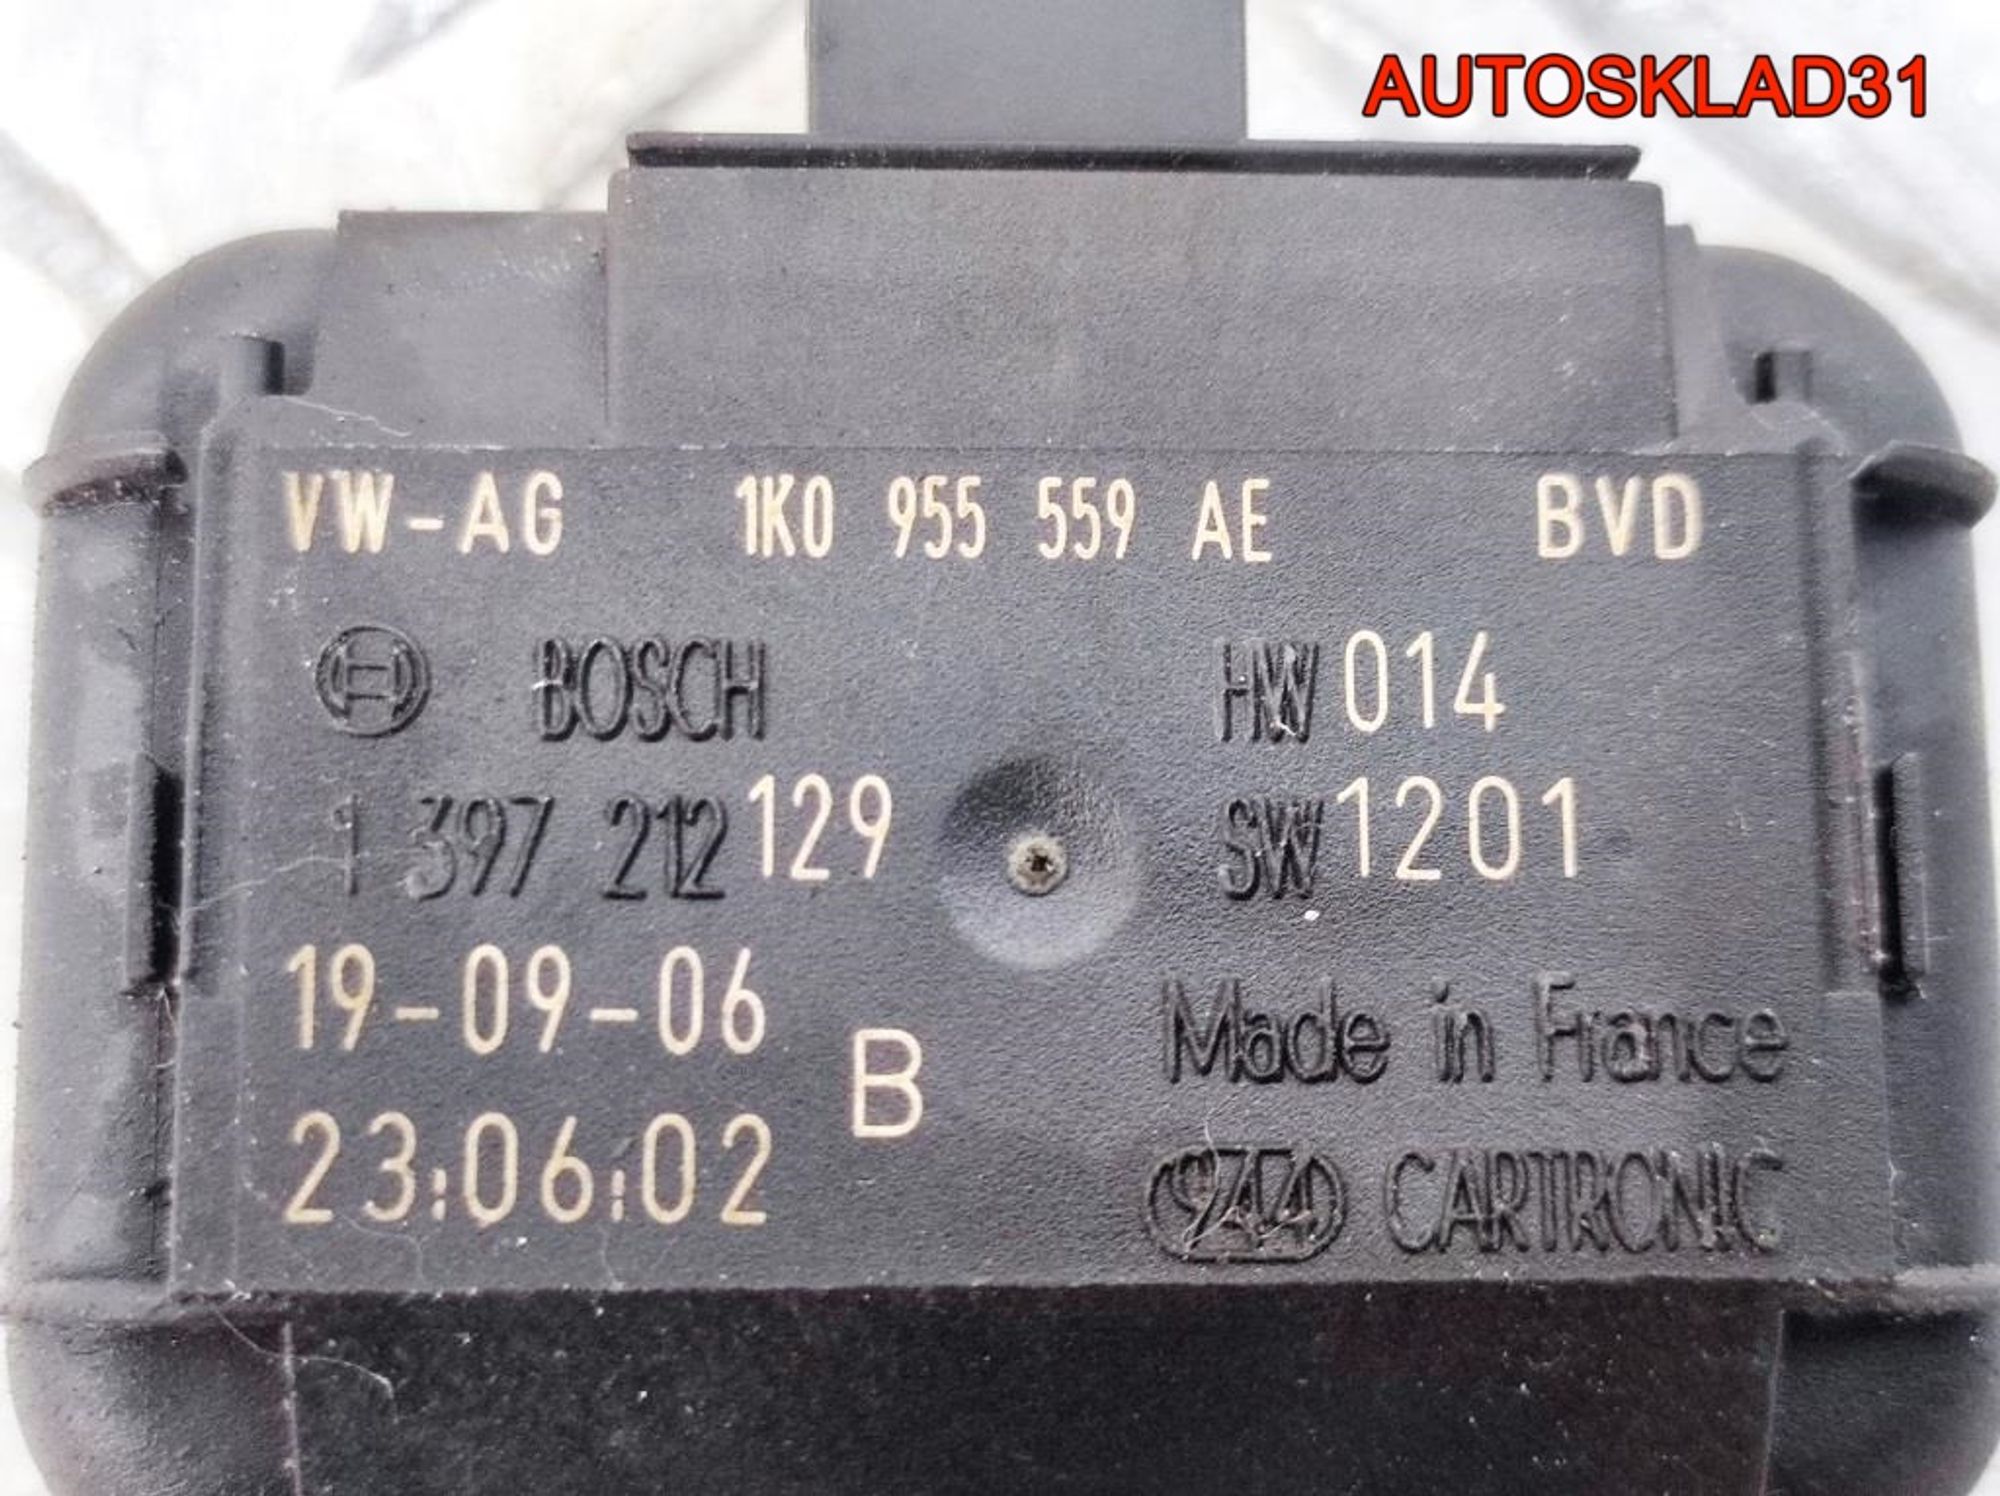 AUTOSKLAD31
VW-AG 1K0 955 559 AE BVD
BOSCH HW 014
1 397 212 129 SW 1201
19-09-06
B
Made in France
23:06:02
CARTRONIC